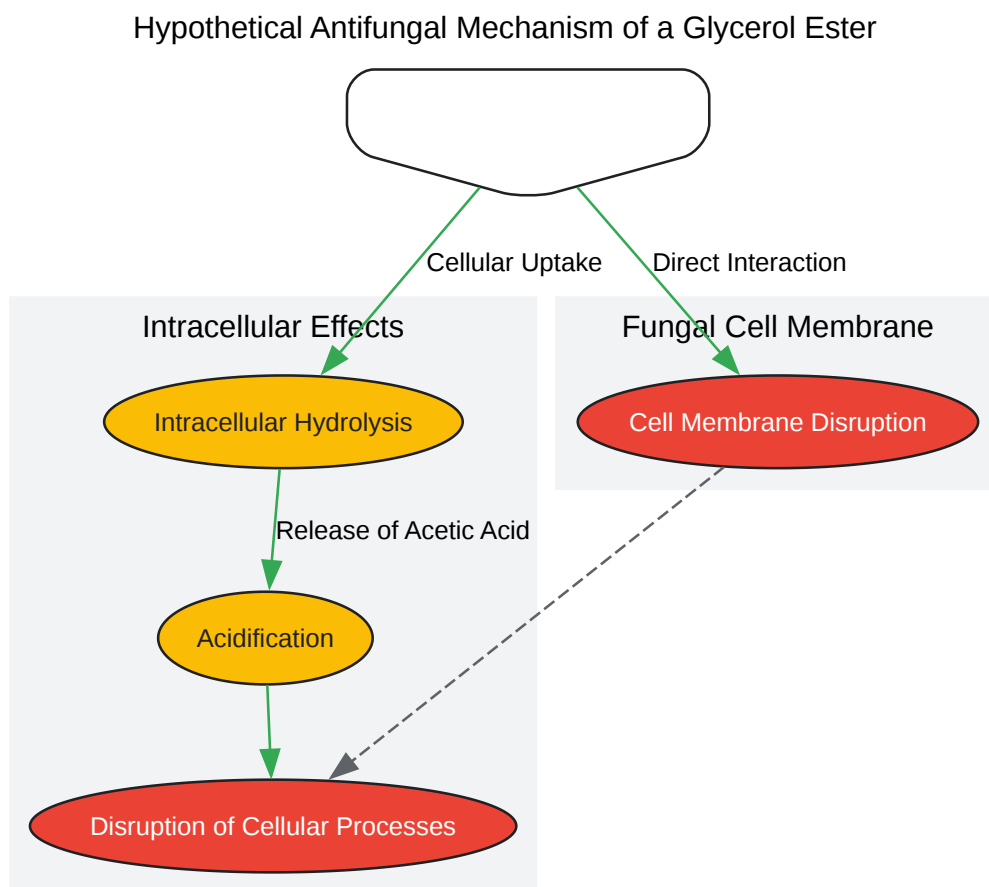 Hypothetical Antifungal Mechanism of a Glycerol Ester
Cellular Uptake
Direct Interaction
Intracellular Effects
Fungal Cell Membrane
Intracellular Hydrolysis
Cell Membrane Disruption
Release of Acetic Acid
Acidification
Disruption of Cellular Processes